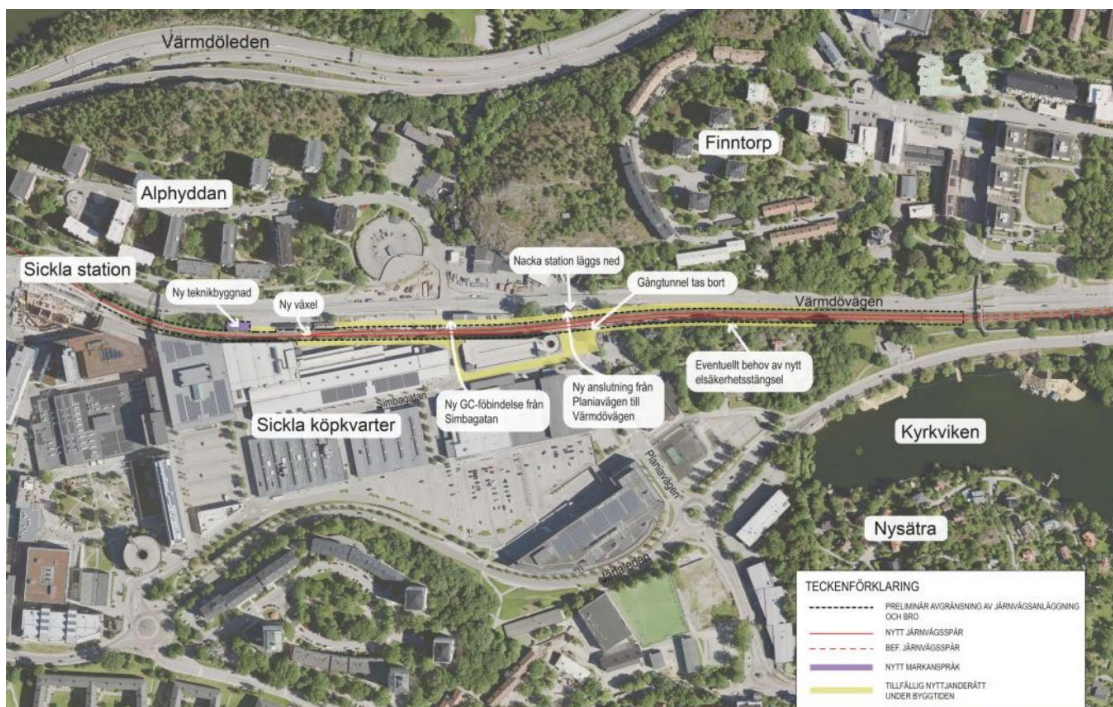 Värmdöleden
Finntorp
Alphyddan
Sickla station
Nacka station läggs ned
Gångtunnel tas bort
Ny teknikbyggnad
Ny växel
Värmdövägen
Eventuellt behov av nytt
elsäkerhetsstängsel
Ny anslutning från
Planiavägen till
Värmdövägen
Ny GC-föbindelse från
Simbagatan
Simbagatan
Sickla köpkvarter
Kyrkviken
Planiavägen
Nysätra
Järlaleden
TECKENFÖRKLARING
PRELIMINÄR AVGRÄNSNING AV JÄRNVÄGSANLÄGGNING
OCH BRO
NYTT JÄRNVÄGSSPÅR
BEF. JÄRNVÄGSSPÅR
NYTT MARKANSPRÅK
TILLFÄLLIG NYTTJANDERÄTT
UNDER BYGGTIDEN